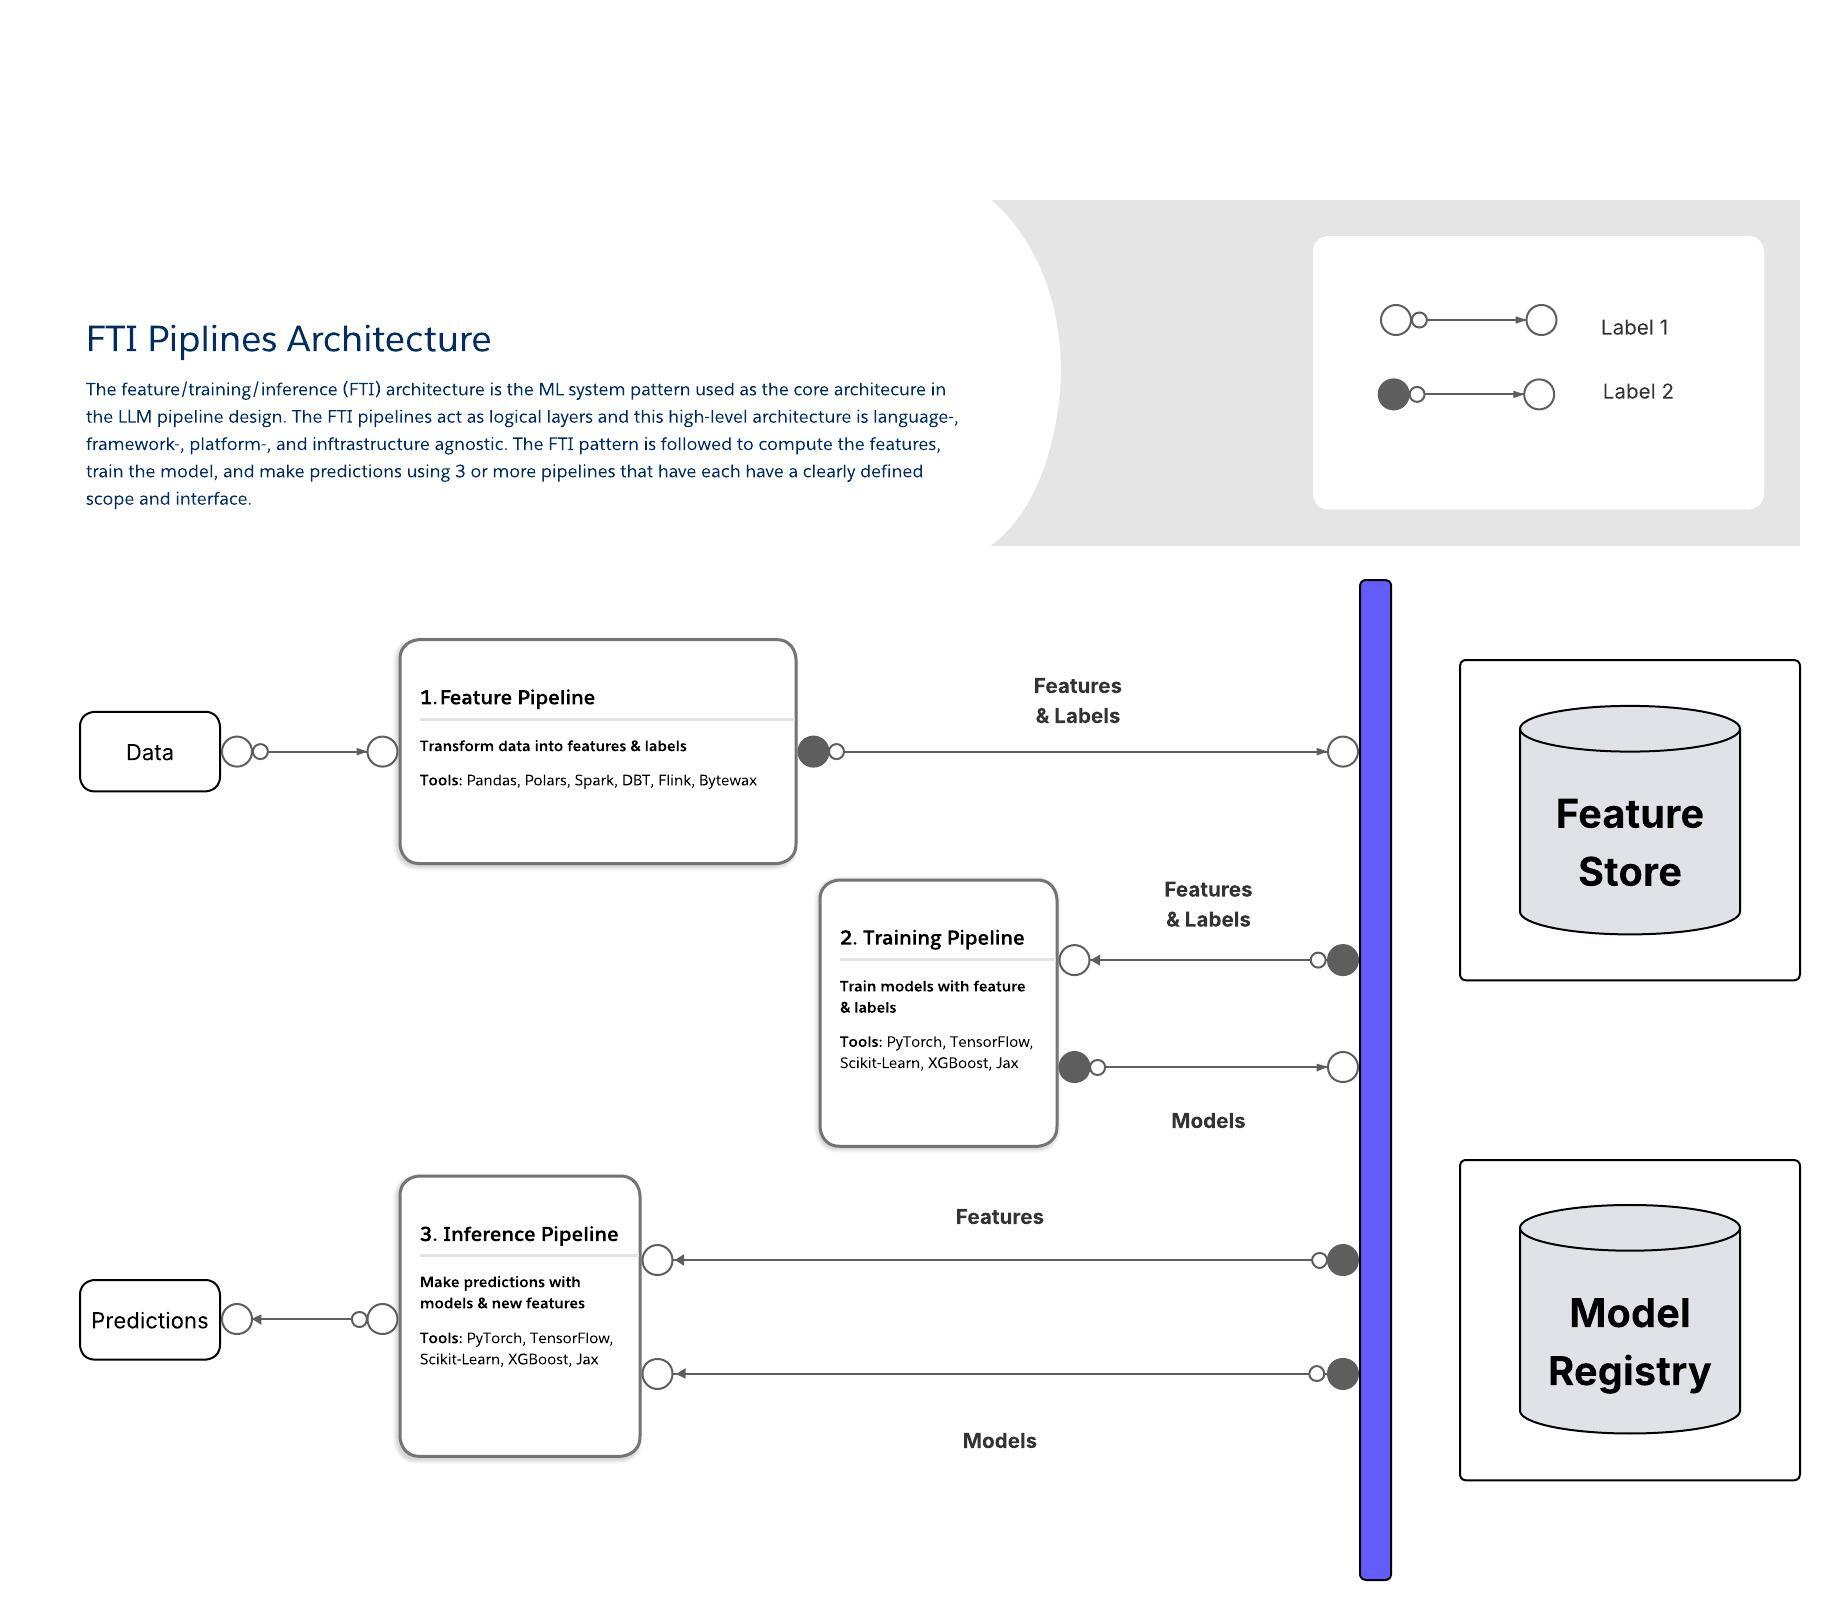 FTI Piplines Architecture
The feature/training/inference (FTI) architecture is the ML system pattern used as the core architecure in
the LLM pipeline design. The FTI pipelines act as logical layers and this high-level architecture is language-,
framework-, platform-, and inftrastructure agnostic. The FTI pattern is followed to compute the features,
train the model, and make predictions using 3 or more pipelines that have each have a clearly defined
scope and interface.
Label 1
Label 2
Data
1. Feature Pipeline
Transform data into features & labels
Tools: Pandas, Polars, Spark, DBT, Flink, Bytewax
Features
& Labels
Feature
Store
2. Training Pipeline
Train models with feature
& labels
Tools: PyTorch, TensorFlow,
Scikit-Learn, XGBoost, Jax
Features
& Labels
Models
3. Inference Pipeline
Make predictions with
models & new features
Tools: PyTorch, TensorFlow,
Scikit-Learn, XGBoost, Jax
Predictions
Features
Models
Model
Registry